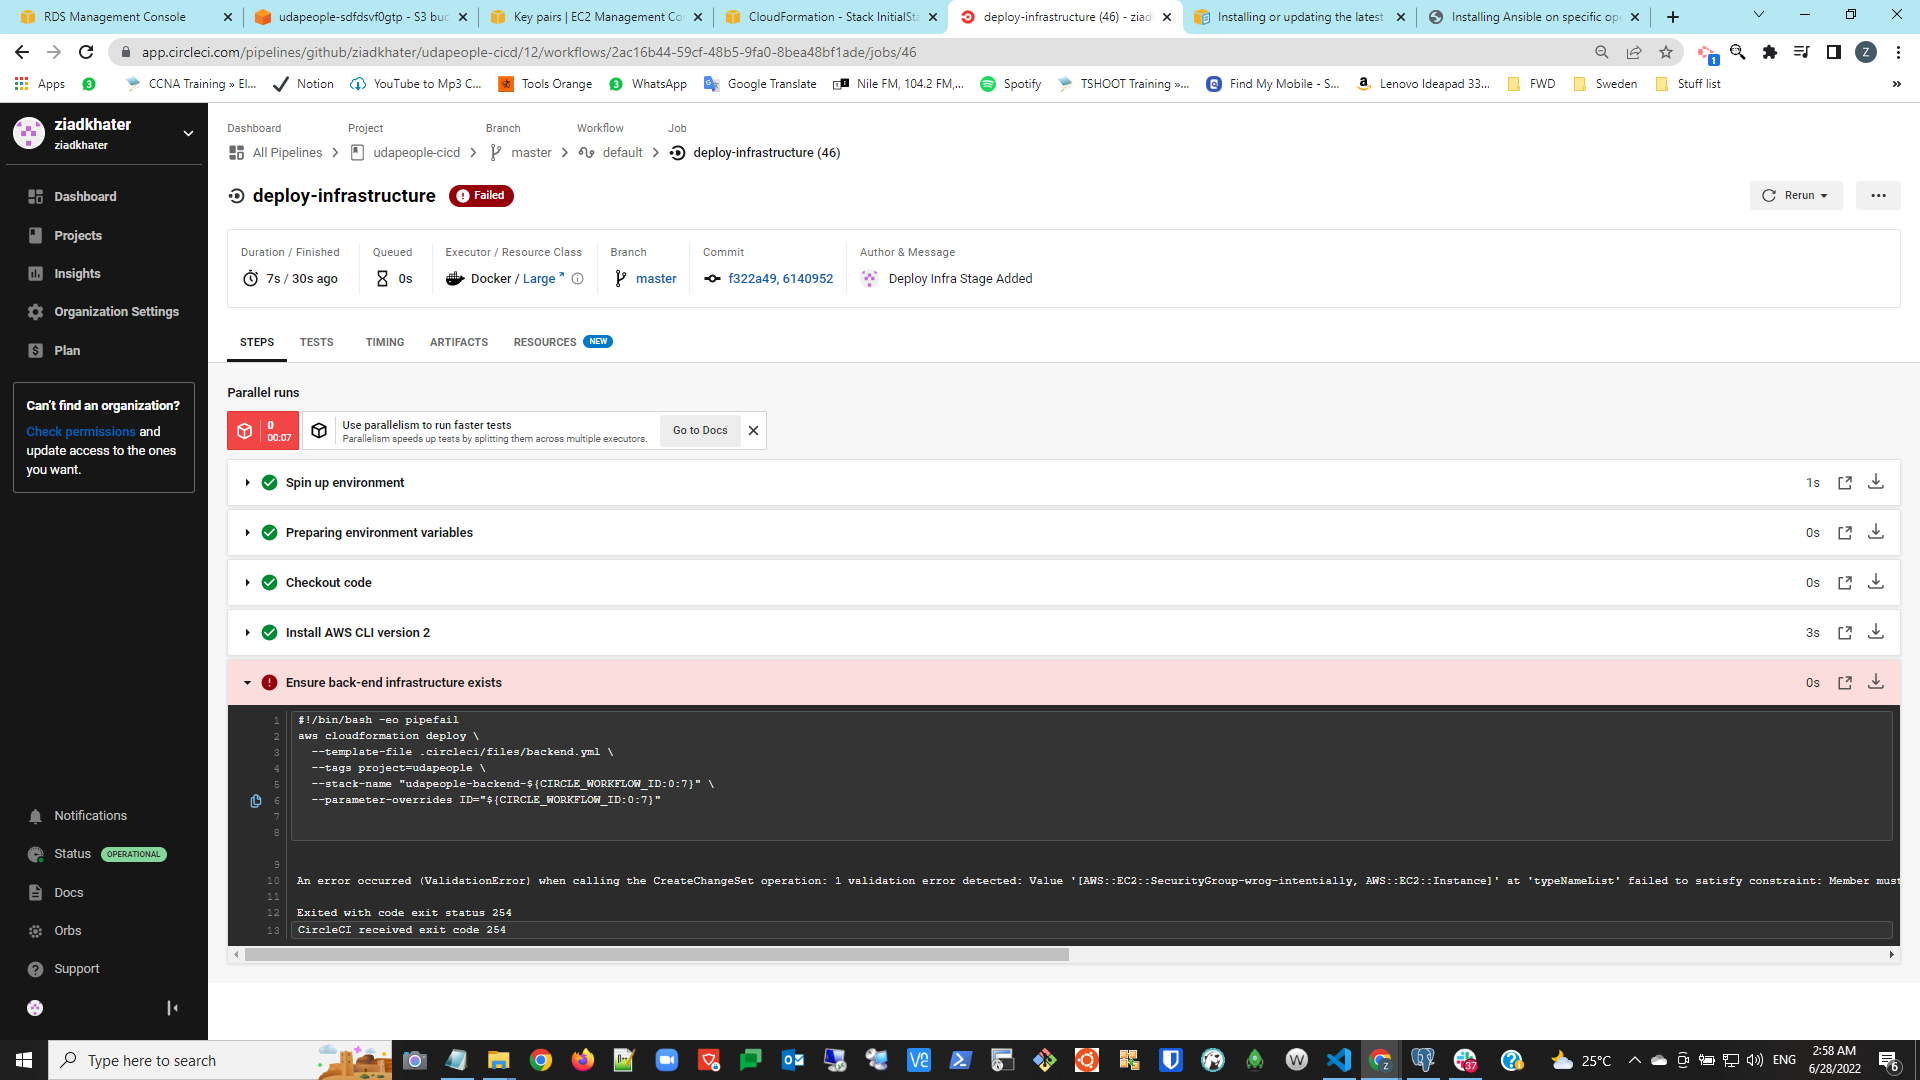 RDS Management Console
udapeople-sdfdsvf0gtp - S3 buc
Key pairs | EC2 Management Co
CloudFormation - Stack InitialSta
deploy-infrastructure (46) - ziad
Installing or updating the latest
Installing Ansible on specific ope
app.circleci.com/pipelines/github/ziadkhater/udapeople-cicd/12/workflows/2ac16b44-59cf-48b5-9fa0-8bea48bf1ade/jobs/46
1
Z
Apps
3
CCNA Training » El...
Notion
YouTube to Mp3 C...
Tools Orange
3
WhatsApp
Google Translate
Nile FM, 104.2 FM,...
Spotify
TSHOOT Training »...
Find My Mobile - S...
Lenovo Ideapad 33...
FWD
Sweden
Stuff list
»
ziadkhater
ziadkhater
Dashboard
Projects
Insights
Organization Settings
Plan
Can't find an organization?
Check permissions and
update access to the ones
you want.
Notifications
Status OPERATIONAL
Docs
Orbs
Support
Dashboard Project Branch Workflow Job
All Pipelines udapeople-cicd master default deploy-infrastructure (46)
deploy-infrastructure Failed
Rerun
Duration / Finished Queued Executor / Resource Class Branch Commit Author & Message
7s / 30s ago 0s Docker / Large master f322a49, 6140952 Deploy Infra Stage Added
STEPS TESTS TIMING ARTIFACTS RESOURCES NEW
Parallel runs
0
00:07
Use parallelism to run faster tests
Parallelism speeds up tests by splitting them across multiple executors.
Go to Docs
Spin up environment 1s
Preparing environment variables 0s
Checkout code 0s
Install AWS CLI version 2 3s
Ensure back-end infrastructure exists 0s
1 #!/bin/bash -eo pipefail
2 aws cloudformation deploy \
3 --template-file .circleci/files/backend.yml \
4 --tags project=udapeople \
5 --stack-name "udapeople-backend-${CIRCLE_WORKFLOW_ID:0:7}" \
6 --parameter-overrides ID="${CIRCLE_WORKFLOW_ID:0:7}"
7
8
9
10 An error occurred (ValidationError) when calling the CreateChangeSet operation: 1 validation error detected: Value '[AWS::EC2::SecurityGroup-wrog-intentially, AWS::EC2::Instance]' at 'typeNameList' failed to satisfy constraint: Member must
11
12 Exited with code exit status 254
13 CircleCI received exit code 254
Type here to search
37
25°C
ENG
2:58 AM
6/28/2022
6